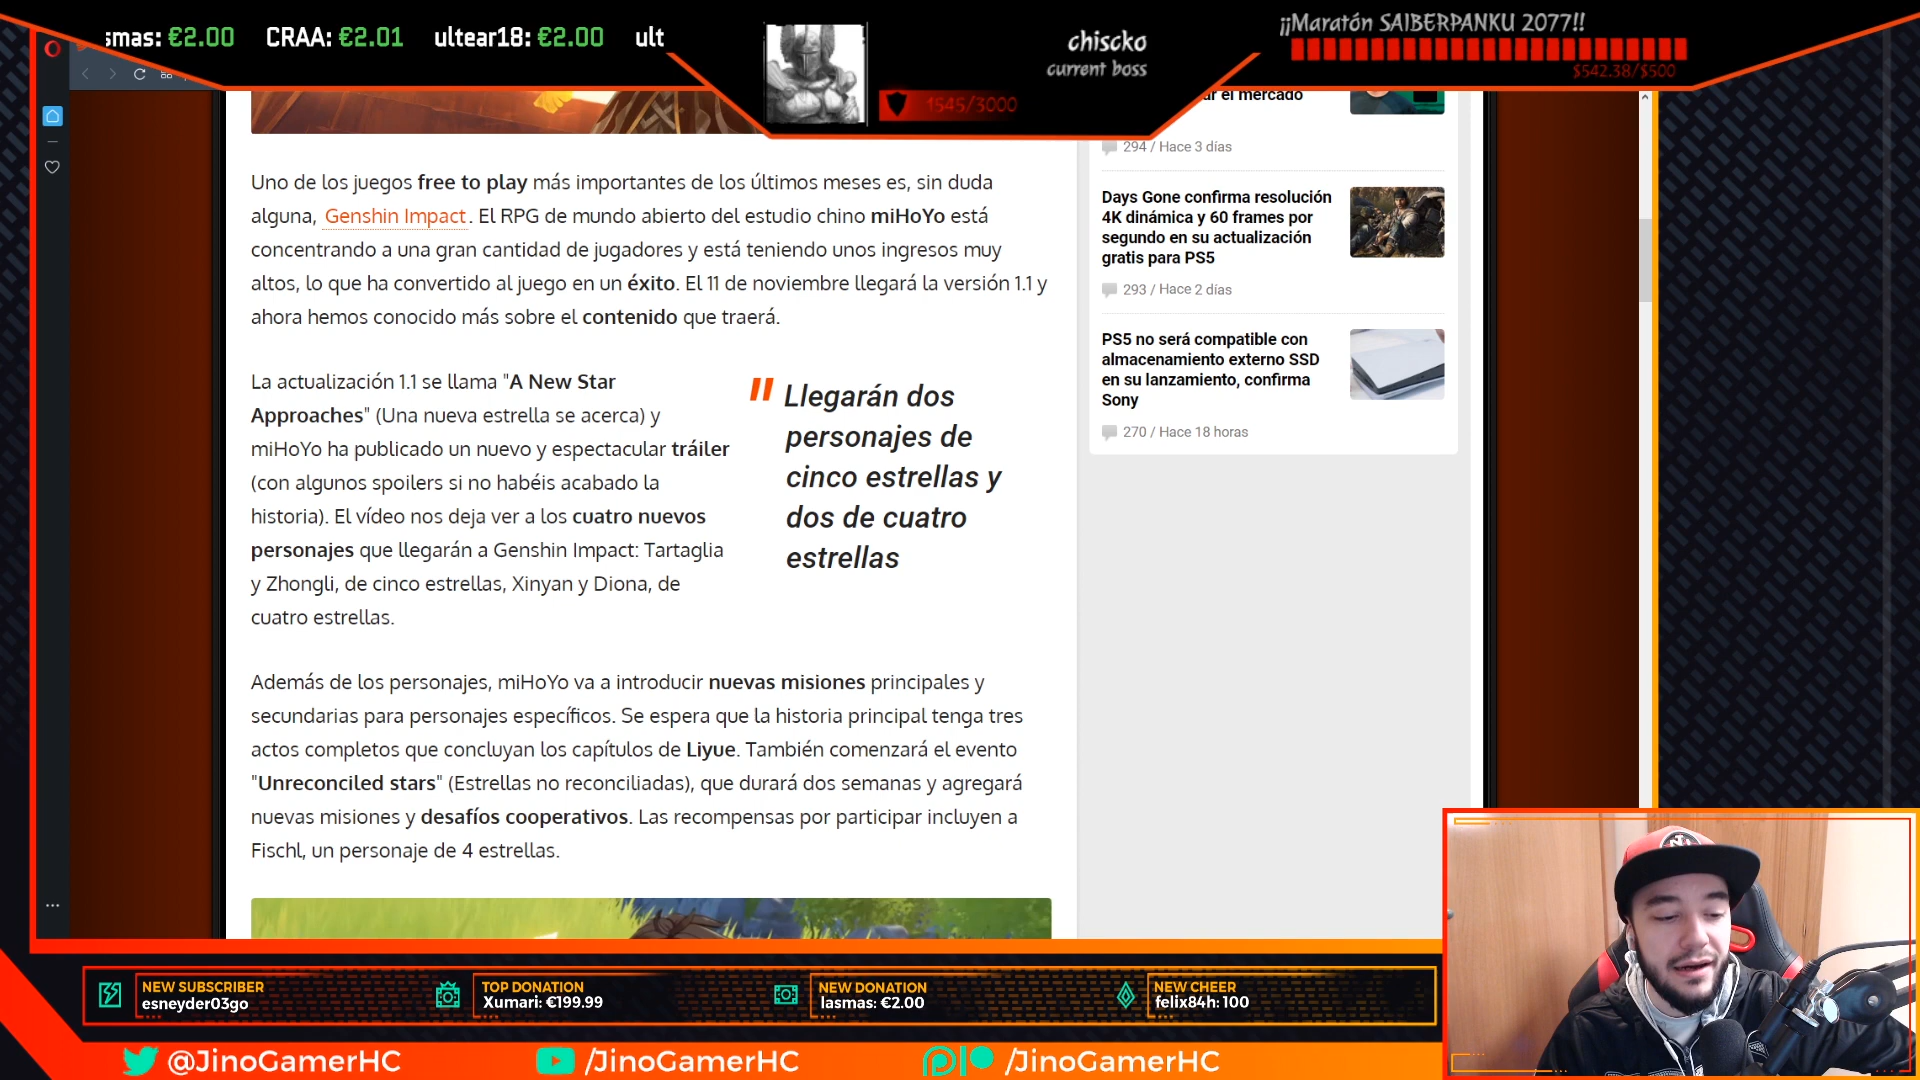 smas: €2.00 CRAA: €2.01 ultear18: €2.00 ult
chiscko
current boss
1545/3000
¡¡Maratón SAIBERPANKU 2077!!
$542.38/$500
Uno de los juegos free to play más importantes de los últimos meses es, sin duda
alguna, Genshin Impact. El RPG de mundo abierto del estudio chino miHoYo está
concentrando a una gran cantidad de jugadores y está teniendo unos ingresos muy
altos, lo que ha convertido al juego en un éxito. El 11 de noviembre llegará la versión 1.1 y
ahora hemos conocido más sobre el contenido que traerá.
La actualización 1.1 se llama "A New Star
Approaches" (Una nueva estrella se acerca) y
miHoYo ha publicado un nuevo y espectacular tráiler
(con algunos spoilers si no habéis acabado la
historia). El vídeo nos deja ver a los cuatro nuevos
personajes que llegarán a Genshin Impact: Tartaglia
y Zhongli, de cinco estrellas, Xinyan y Diona, de
cuatro estrellas.
" Llegarán dos
personajes de
cinco estrellas y
dos de cuatro
estrellas
Además de los personajes, miHoYo va a introducir nuevas misiones principales y
secundarias para personajes específicos. Se espera que la historia principal tenga tres
actos completos que concluyan los capítulos de Liyue. También comenzará el evento
"Unreconciled stars" (Estrellas no reconciliadas), que durará dos semanas y agregará
nuevas misiones y desafíos cooperativos. Las recompensas por participar incluyen a
Fischl, un personaje de 4 estrellas.
ar el mercado
294 / Hace 3 días
Days Gone confirma resolución
4K dinámica y 60 frames por
segundo en su actualización
gratis para PS5
293 / Hace 2 días
PS5 no será compatible con
almacenamiento externo SSD
en su lanzamiento, confirma
Sony
270 / Hace 18 horas
NEW SUBSCRIBER
esneyder03go
TOP DONATION
Xumari: €199.99
NEW DONATION
lasmas: €2.00
NEW CHEER
felix84h: 100
@JinoGamerHC
/JinoGamerHC
/JinoGamerHC